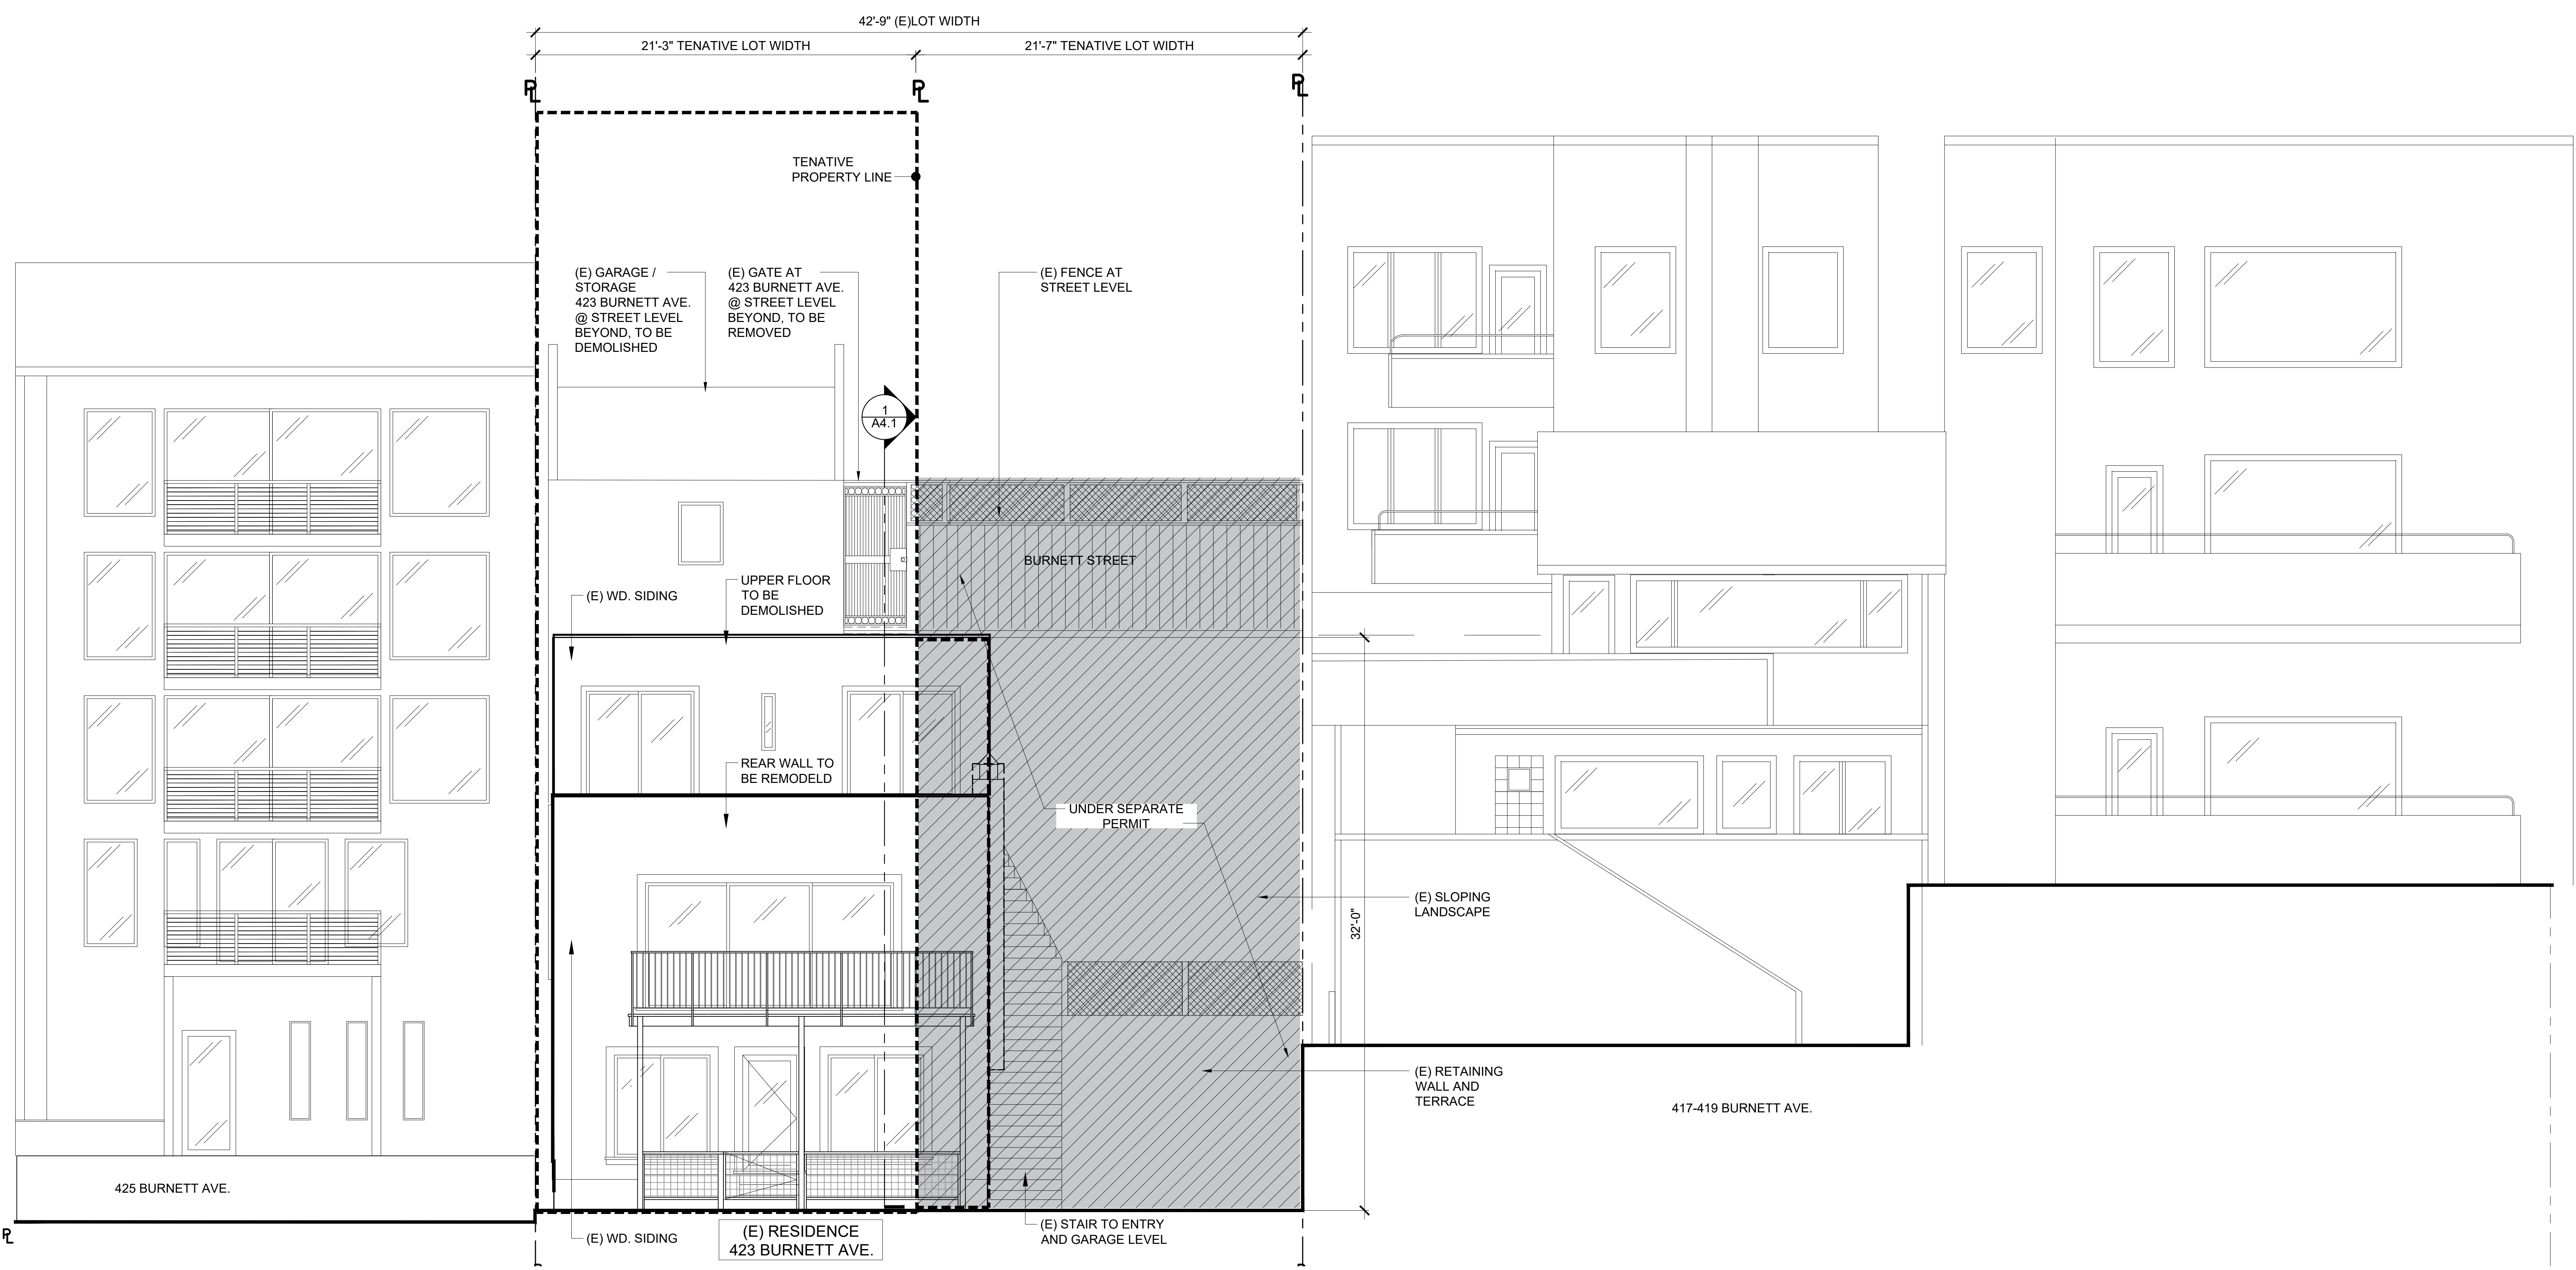 42'-9" (E)LOT WIDTH
21'-3" TENATIVE LOT WIDTH
21'-7" TENATIVE LOT WIDTH
PL
PL
PL
TENATIVE
PROPERTY LINE
(E) GARAGE /
STORAGE
423 BURNETT AVE.
@ STREET LEVEL
BEYOND, TO BE
DEMOLISHED
(E) GATE AT
423 BURNETT AVE.
@ STREET LEVEL
BEYOND, TO BE
REMOVED
(E) FENCE AT
STREET LEVEL
1
A4.1
BURNETT STREET
UPPER FLOOR
TO BE
DEMOLISHED
(E) WD. SIDING
REAR WALL TO
BE REMODELD
UNDER SEPARATE
PERMIT
(E) SLOPING
LANDSCAPE
32'-0"
(E) RETAINING
WALL AND
TERRACE
417-419 BURNETT AVE.
425 BURNETT AVE.
PL
(E) WD. SIDING
(E) RESIDENCE
423 BURNETT AVE.
(E) STAIR TO ENTRY
AND GARAGE LEVEL